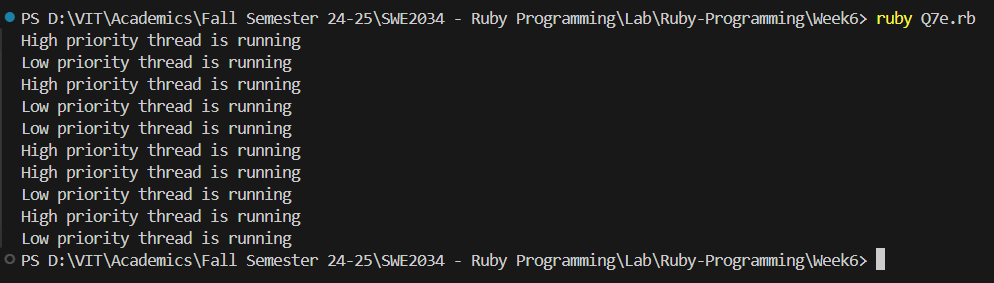 PS D:\VIT\Academics\Fall Semester 24-25\SWE2034 - Ruby Programming\Lab\Ruby-Programming\Week6> ruby Q7e.rb
High priority thread is running
Low priority thread is running
High priority thread is running
Low priority thread is running
Low priority thread is running
High priority thread is running
High priority thread is running
Low priority thread is running
High priority thread is running
Low priority thread is running
PS D:\VIT\Academics\Fall Semester 24-25\SWE2034 - Ruby Programming\Lab\Ruby-Programming\Week6>